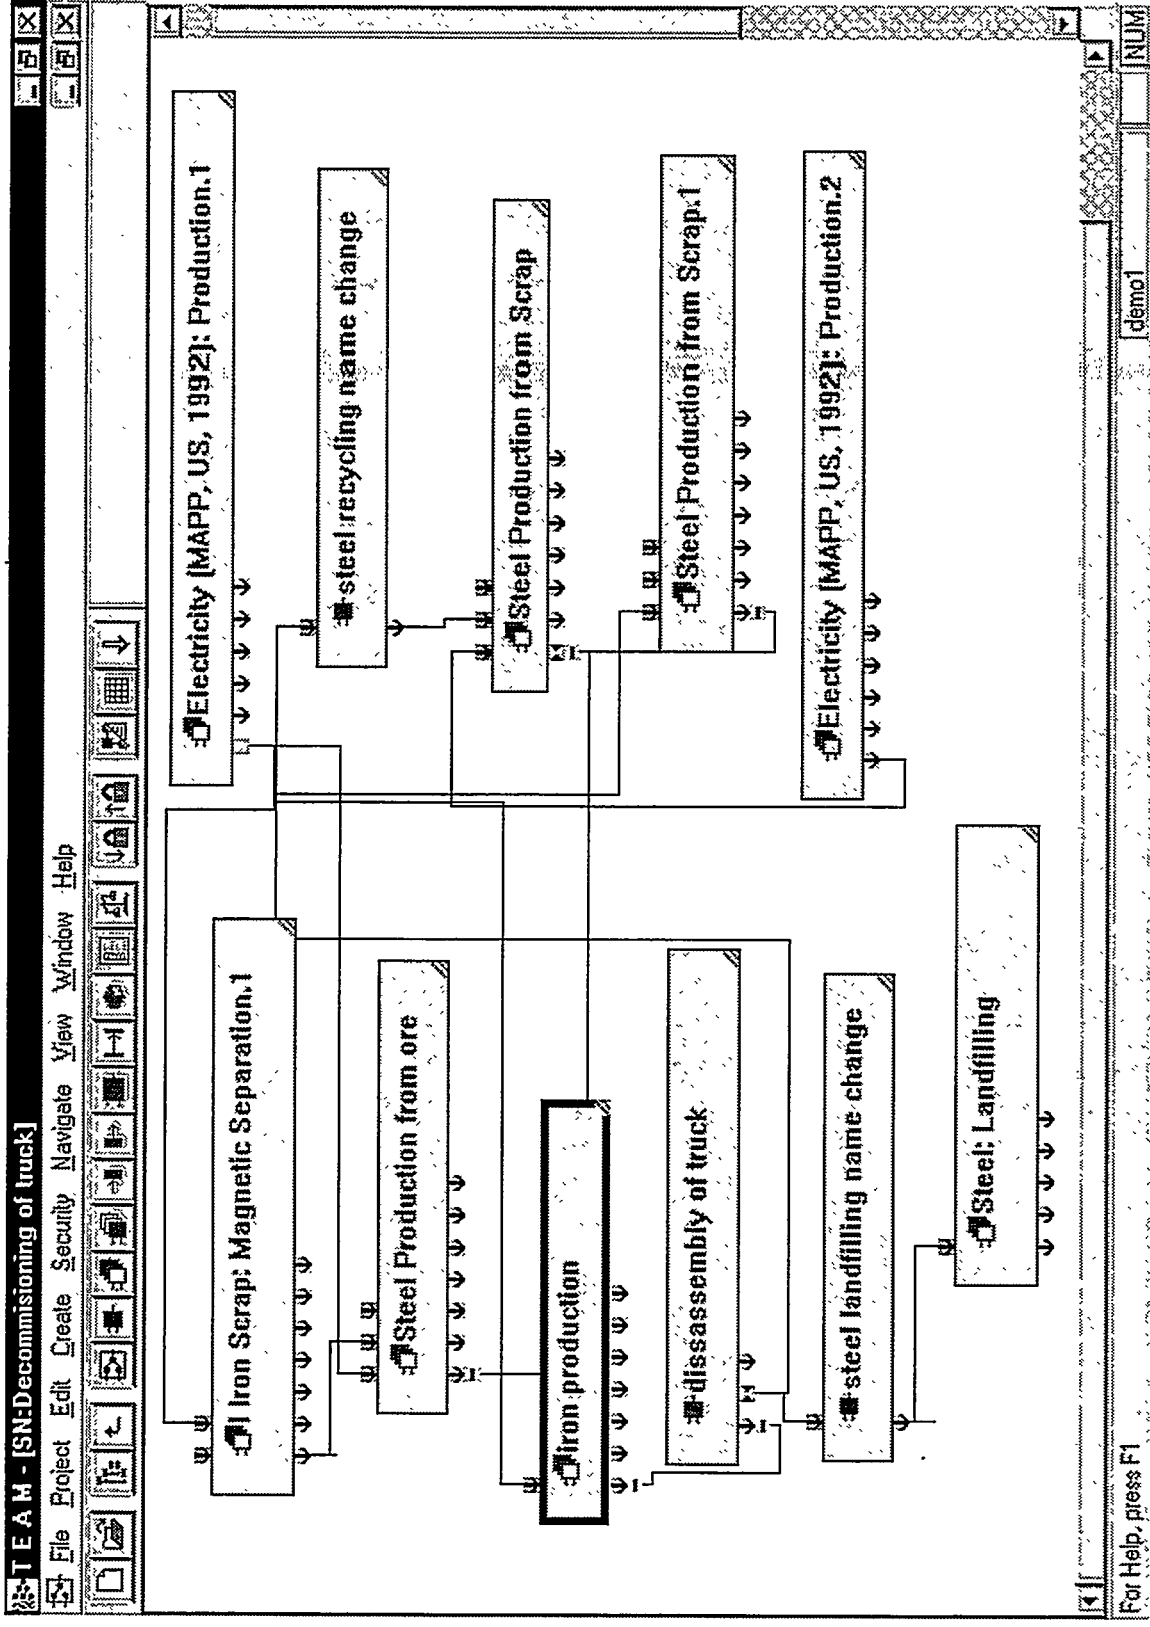 T E A M - [SN:Decommisioning of truck]
File Project Edit Create Security Navigate View Window Help
Electricity (MAPP, US, 1992): Production.1
I Iron Scrap: Magnetic Separation.1
steel recycling name change
Steel Production from ore
Steel Production from Scrap
iron production
Steel Production from Scrap.1
dissassembly of truck
Electricity (MAPP, US, 1992): Production.2
steel landfilling name change
Steel: Landfilling
For Help, press F1
demo1
NUM